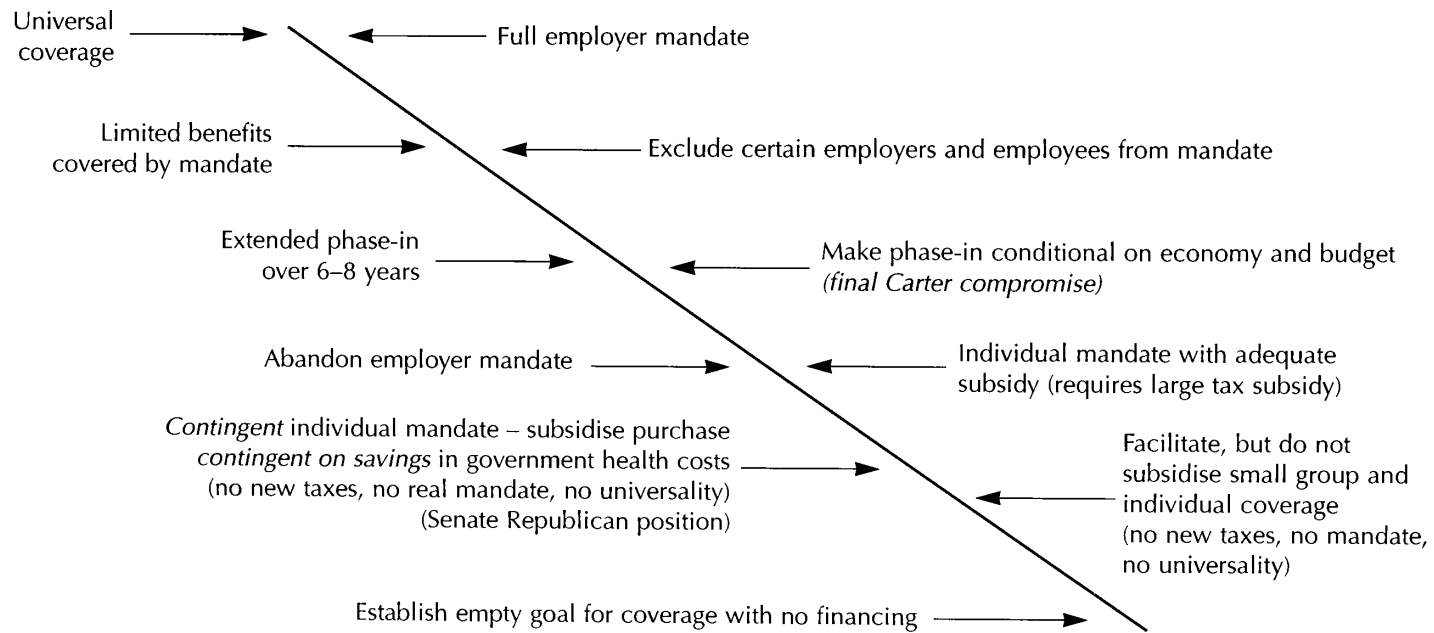 Universal
coverage
Full employer mandate
Limited benefits
covered by mandate
Exclude certain employers and employees from mandate
Extended phase-in
over 6–8 years
Make phase-in conditional on economy and budget
(final Carter compromise)
Abandon employer mandate
Individual mandate with adequate
subsidy (requires large tax subsidy)
Contingent individual mandate – subsidise purchase
contingent on savings in government health costs
(no new taxes, no real mandate, no universality)
(Senate Republican position)
Facilitate, but do not
subsidise small group and
individual coverage
(no new taxes, no mandate,
no universality)
Establish empty goal for coverage with no financing